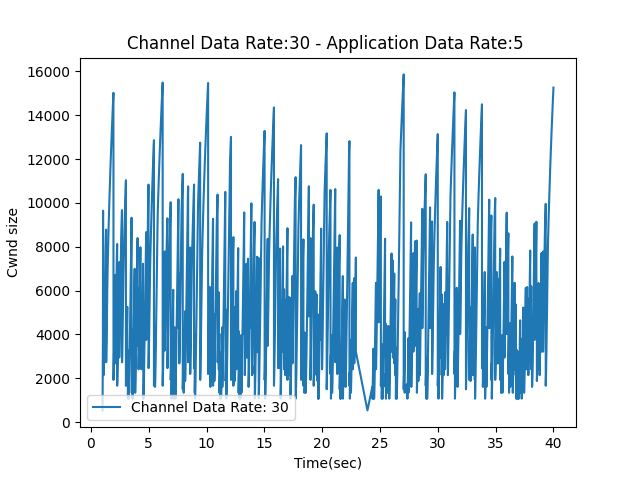 Channel Data Rate:30 - Application Data Rate:5
16000
14000
12000
10000
8000
6000
4000
2000
0
Cwnd size
Channel Data Rate: 30
0 5 10 15 20 25 30 35 40
Time(sec)